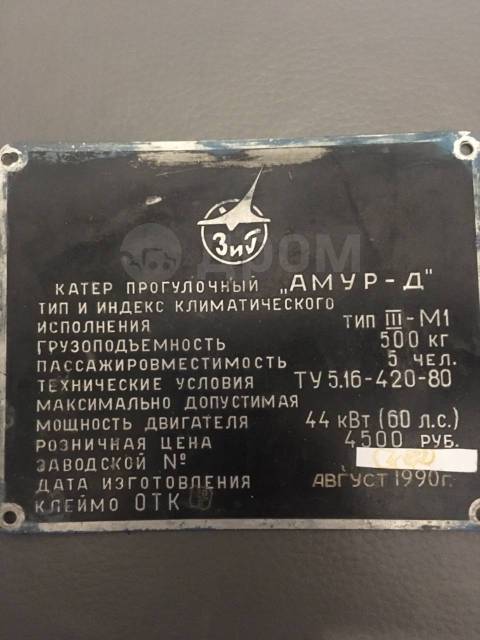 ЗиГ
ДРОМ
КАТЕР ПРОГУЛОЧНЫЙ „АМУР-Д"
ТИП И ИНДЕКС КЛИМАТИЧЕСКОГО
ИСПОЛНЕНИЯ ТИП III-М1
ГРУЗОПОДЪЕМНОСТЬ 500 КГ
ПАССАЖИРОВМЕСТИМОСТЬ 5 ЧЕЛ.
ТЕХНИЧЕСКИЕ УСЛОВИЯ ТУ 5.16-420-80
МАКСИМАЛЬНО ДОПУСТИМАЯ
МОЩНОСТЬ ДВИГАТЕЛЯ 44 кВт (60 л.с.)
РОЗНИЧНАЯ ЦЕНА 4500 РУБ.
ЗАВОДСКОЙ №
ДАТА ИЗГОТОВЛЕНИЯ АВГУСТ 1990г.
КЛЕЙМО ОТК